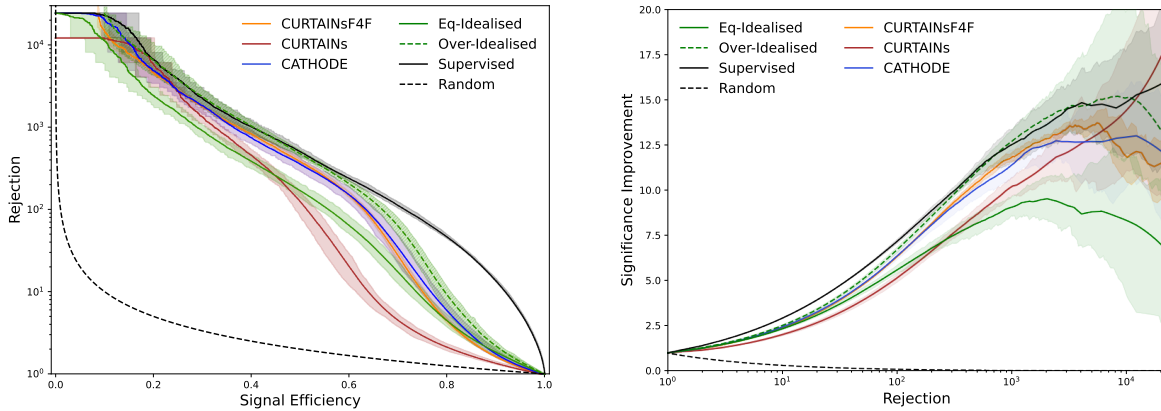 10⁴
10³
10²
10¹
10⁰
Rejection
0.0 0.2 0.4 0.6 0.8 1.0
Signal Efficiency
CURTAINsF4F
CURTAINs
CATHODE
Eq-Idealised
Over-Idealised
Supervised
Random
20.0
17.5
15.0
12.5
10.0
7.5
5.0
2.5
0.0
Significance Improvement
10⁰ 10¹ 10² 10³ 10⁴
Rejection
Eq-Idealised
Over-Idealised
Supervised
Random
CURTAINsF4F
CURTAINs
CATHODE